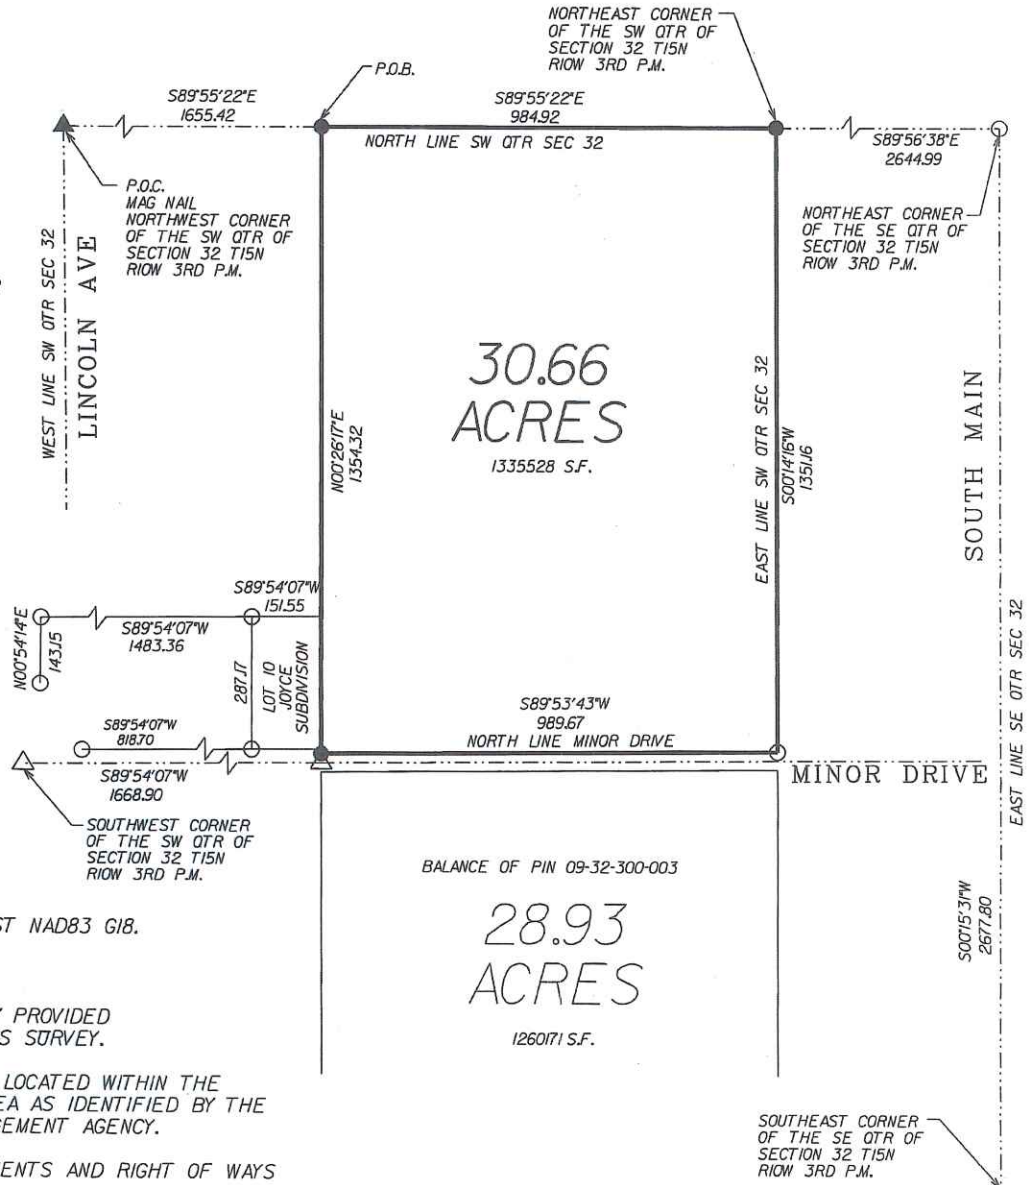 NORTHEAST CORNER
OF THE SW QTR OF
SECTION 32 T15N
R10W 3RD P.M.
P.O.B.
S89°55'22"E
1655.42
S89°55'22"E
984.92
NORTH LINE SW QTR SEC 32
S89°56'38"E
2644.99
P.O.C.
MAG NAIL
NORTHWEST CORNER
OF THE SW QTR OF
SECTION 32 T15N
R10W 3RD P.M.
NORTHEAST CORNER
OF THE SE QTR OF
SECTION 32 T15N
R10W 3RD P.M.
WEST LINE SW QTR SEC 32
LINCOLN AVE
30.66
ACRES
1335528 S.F.
N00°26'17"E
1354.32
EAST LINE SW QTR SEC 32
S00°14'16"W
1351.16
SOUTH MAIN
EAST LINE SE QTR SEC 32
S89°54'07"W
151.55
N00°54'14"E
143.15
S89°54'07"W
1483.36
287.17
LOT 10
JOYCE
SUBDIVISION
S89°54'07"W
818.70
S89°53'43"W
989.67
NORTH LINE MINOR DRIVE
MINOR DRIVE
S89°54'07"W
1668.90
SOUTHWEST CORNER
OF THE SW QTR OF
SECTION 32 T15N
R10W 3RD P.M.
BALANCE OF PIN 09-32-300-003
28.93
ACRES
1260171 S.F.
S00°15'31"W
2677.80
ST NAD83 G18.
PROVIDED
S SURVEY.
LOCATED WITHIN THE
EA AS IDENTIFIED BY THE
GEMENT AGENCY.
ENTS AND RIGHT OF WAYS
SOUTHEAST CORNER
OF THE SE QTR OF
SECTION 32 T15N
R10W 3RD P.M.